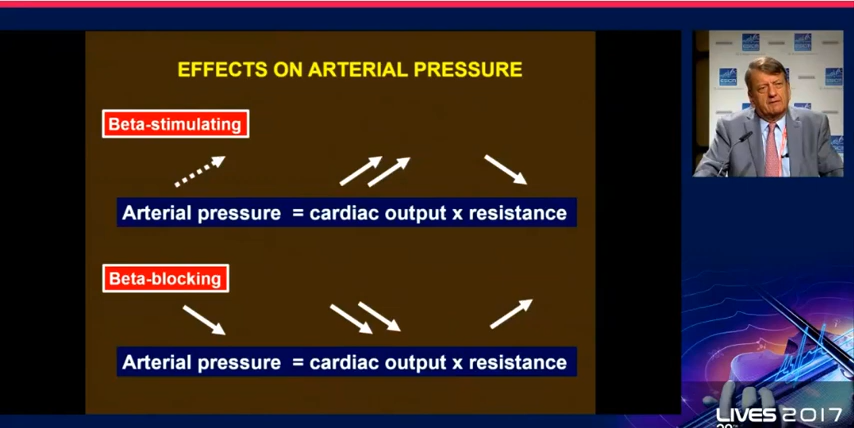 EFFECTS ON ARTERIAL PRESSURE
Beta-stimulating
Arterial pressure = cardiac output x resistance
Beta-blocking
Arterial pressure = cardiac output x resistance
LIVES 2017